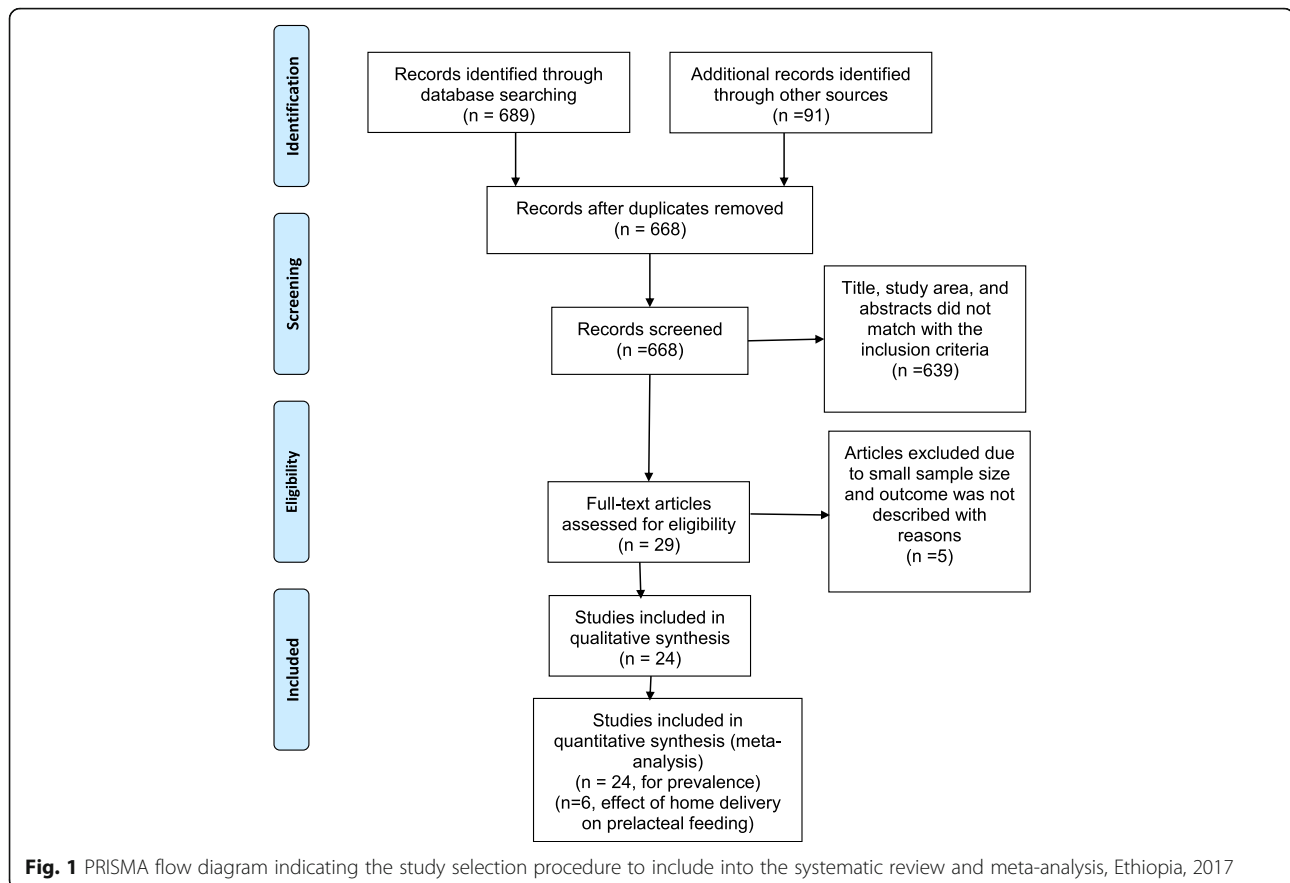 Identification
Records identified through
database searching
(n = 689)
Additional records identified
through other sources
(n =91)
Records after duplicates removed
(n = 668)
Screening
Records screened
(n =668)
Title, study area, and
abstracts did not
match with the
inclusion criteria
(n =639)
Eligibility
Full-text articles
assessed for eligibility
(n = 29)
Articles excluded due
to small sample size
and outcome was not
described with
reasons
(n =5)
Included
Studies included in
qualitative synthesis
(n = 24)
Studies included in
quantitative synthesis (meta-
analysis)
(n = 24, for prevalence)
(n=6, effect of home delivery
on prelacteal feeding)
Fig. 1 PRISMA flow diagram indicating the study selection procedure to include into the systematic review and meta-analysis, Ethiopia, 2017